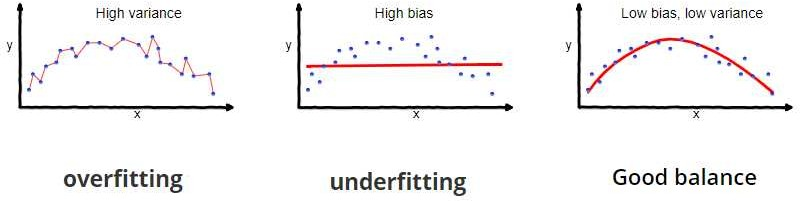 High variance
y
x
overfitting
High bias
y
x
underfitting
Low bias, low variance
y
x
Good balance